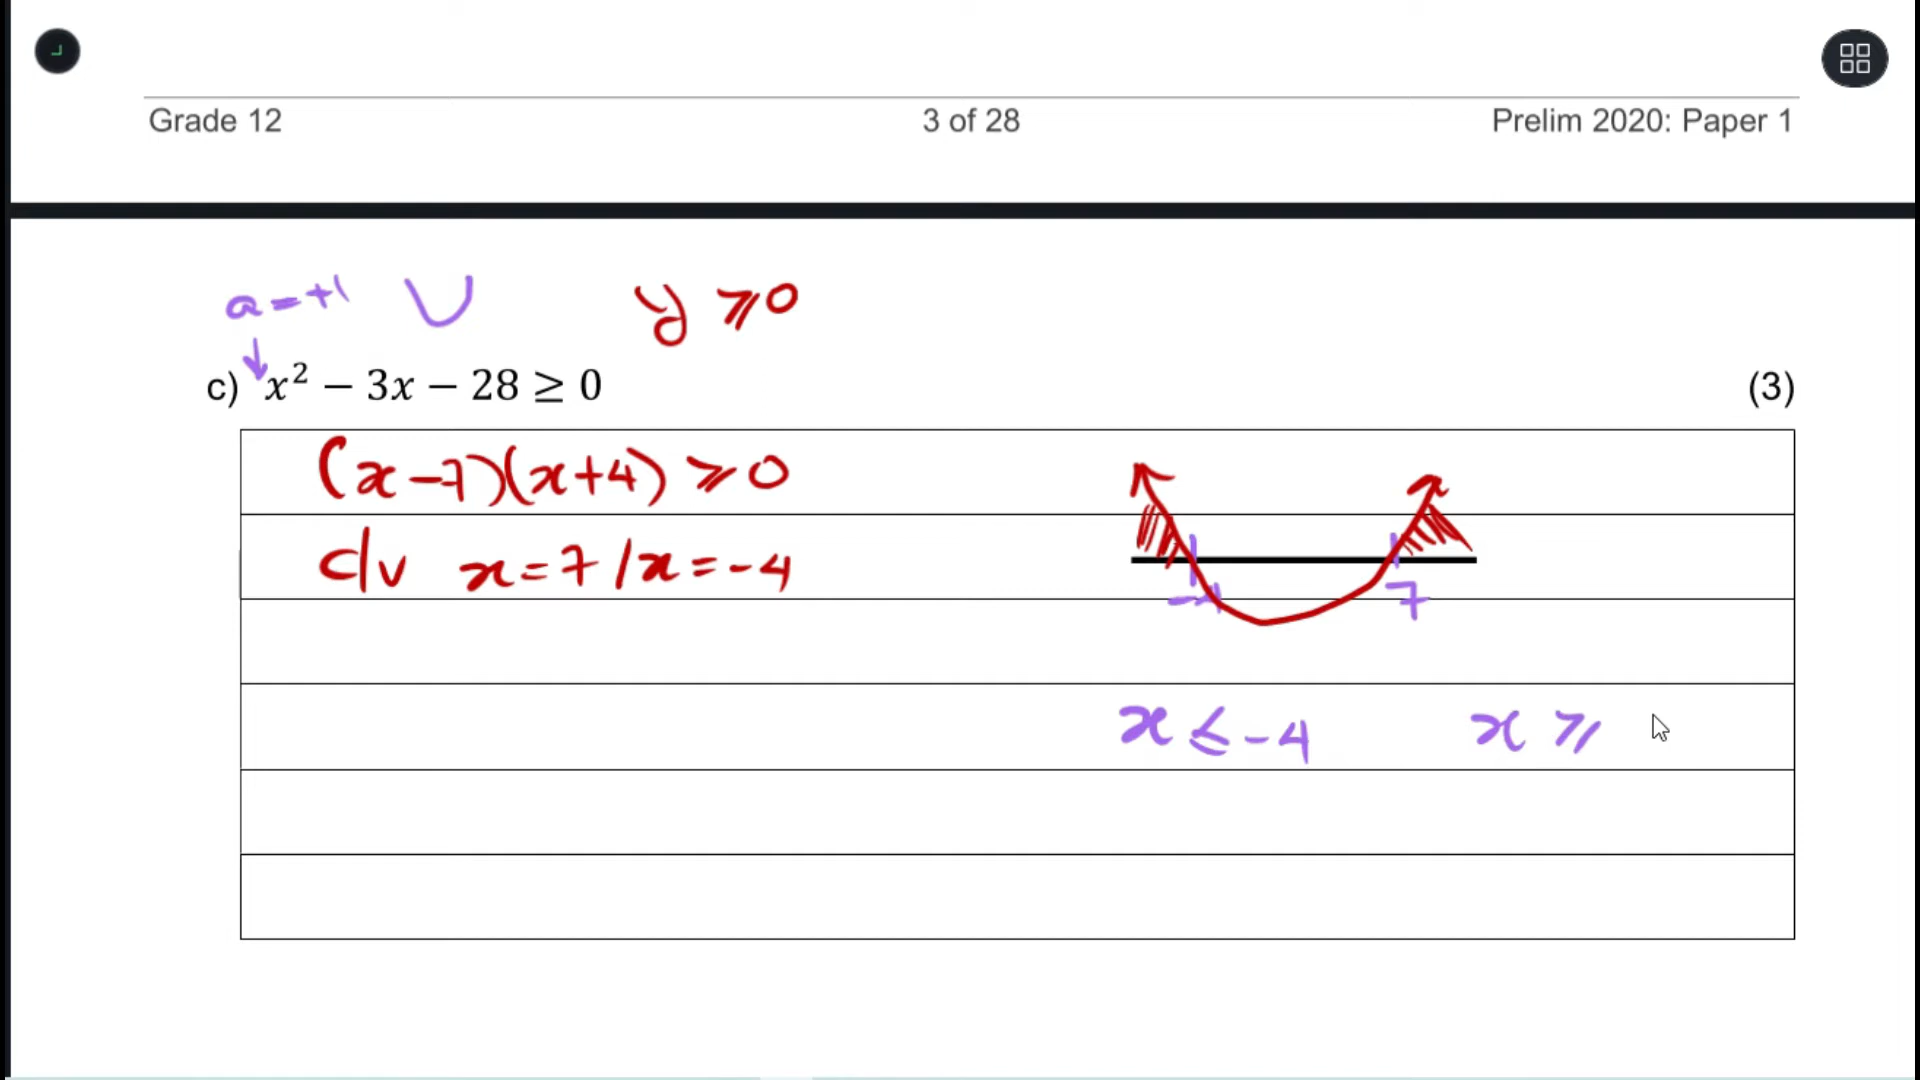 Grade 12 3 of 28 Prelim 2020: Paper 1
a = +1 y ≥ 0
c) x² − 3x − 28 ≥ 0 (3)
(x − 7)(x + 4) ≥ 0
c/v x = 7 / x = −4
−4 7
x ≤ −4 x ≥